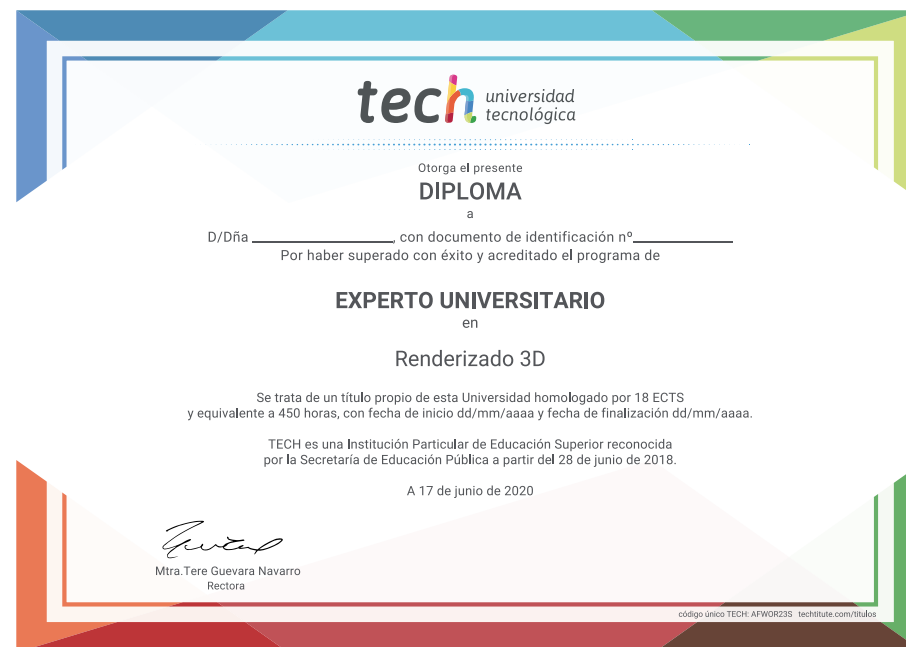 tech universidad
tecnológica
Otorga el presente
DIPLOMA
a
D/Dña ____________________, con documento de identificación nº______________
Por haber superado con éxito y acreditado el programa de
EXPERTO UNIVERSITARIO
en
Renderizado 3D
Se trata de un título propio de esta Universidad homologado por 18 ECTS
y equivalente a 450 horas, con fecha de inicio dd/mm/aaaa y fecha de finalización dd/mm/aaaa.
TECH es una Institución Particular de Educación Superior reconocida
por la Secretaría de Educación Pública a partir del 28 de junio de 2018.
A 17 de junio de 2020
Mtra.Tere Guevara Navarro
Rectora
código único TECH: AFWOR23S techtitute.com/titulos